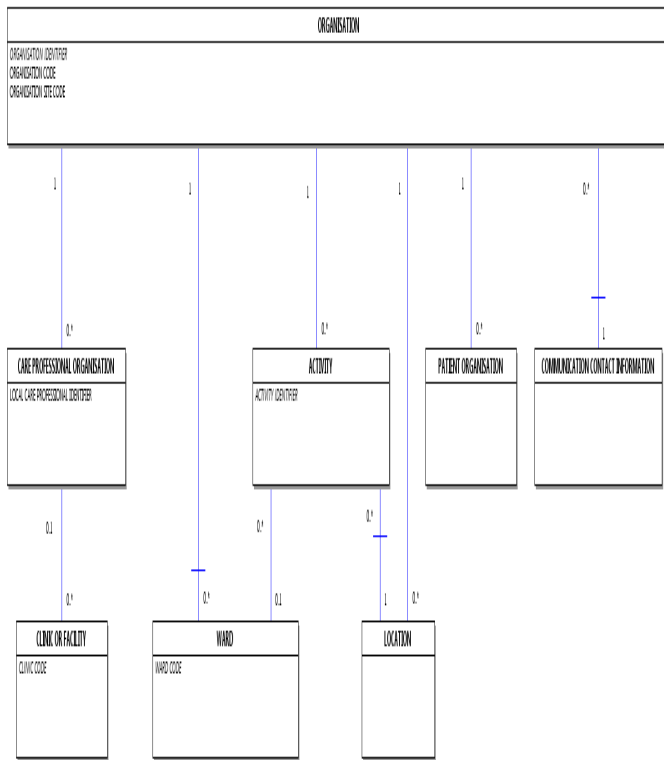 ORGANISATION
ORGANISATION IDENTIFIER
ORGANISATION CODE
ORGANISATION SITE CODE
1
1
1
1
1
0..*
0..*
0..*
0..*
1
CARE PROFESSIONAL ORGANISATION
LOCAL CARE PROFESSIONAL IDENTIFIER
ACTIVITY
ACTIVITY IDENTIFIER
PATIENT ORGANISATION
COMMUNICATION CONTACT INFORMATION
0..1
0..*
0..*
0..*
0..*
0..1
1
0..*
CLINIC OR FACILITY
CLINIC CODE
WARD
WARD CODE
LOCATION